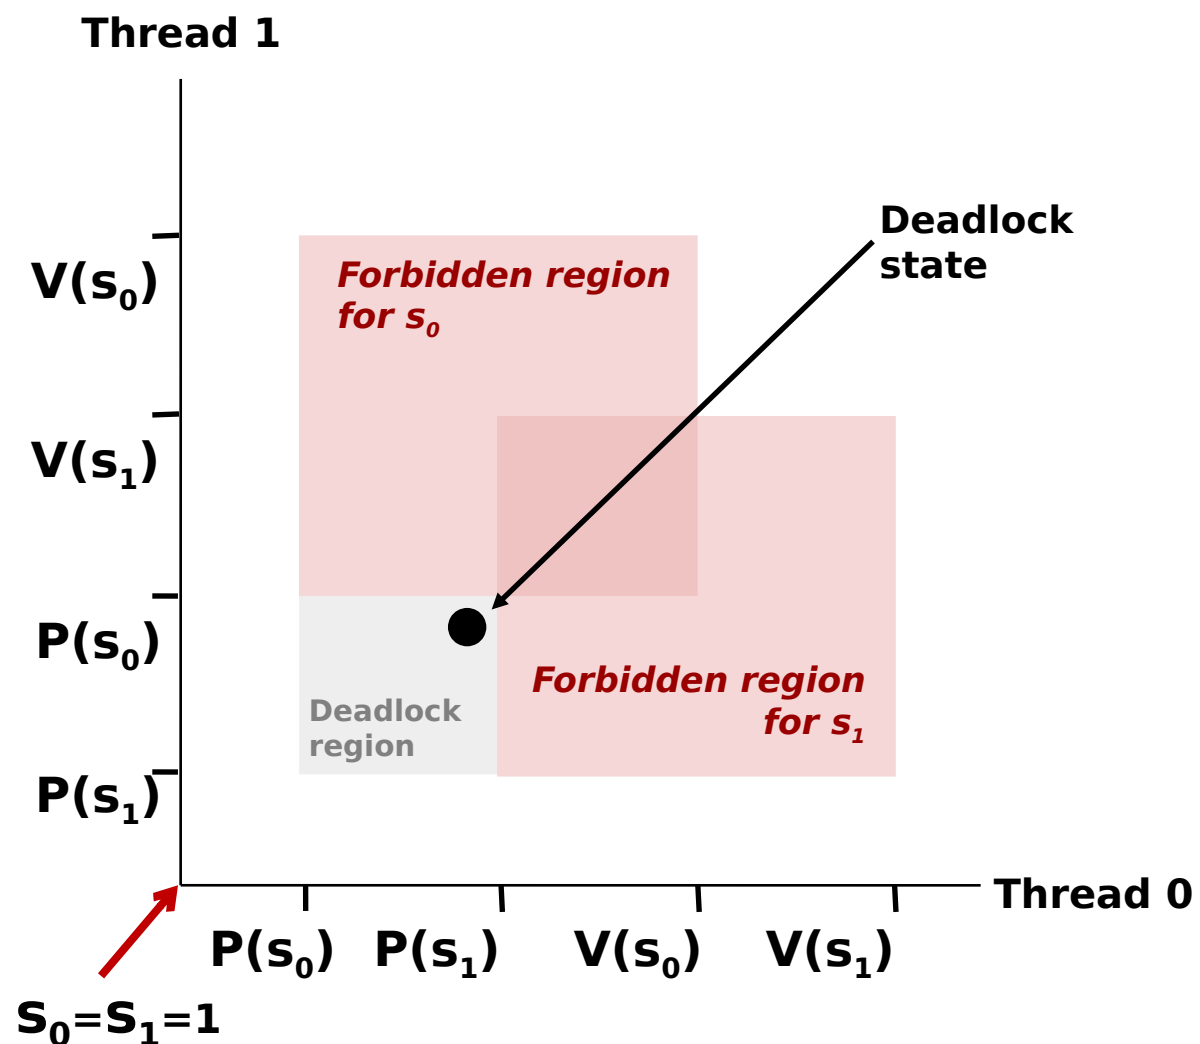 Thread 1
Deadlock
state
V(s₀)
Forbidden region
for s₀
V(s₁)
P(s₀)
Forbidden region
for s₁
Deadlock
region
P(s₁)
Thread 0
P(s₀) P(s₁) V(s₀) V(s₁)
s₀=s₁=1